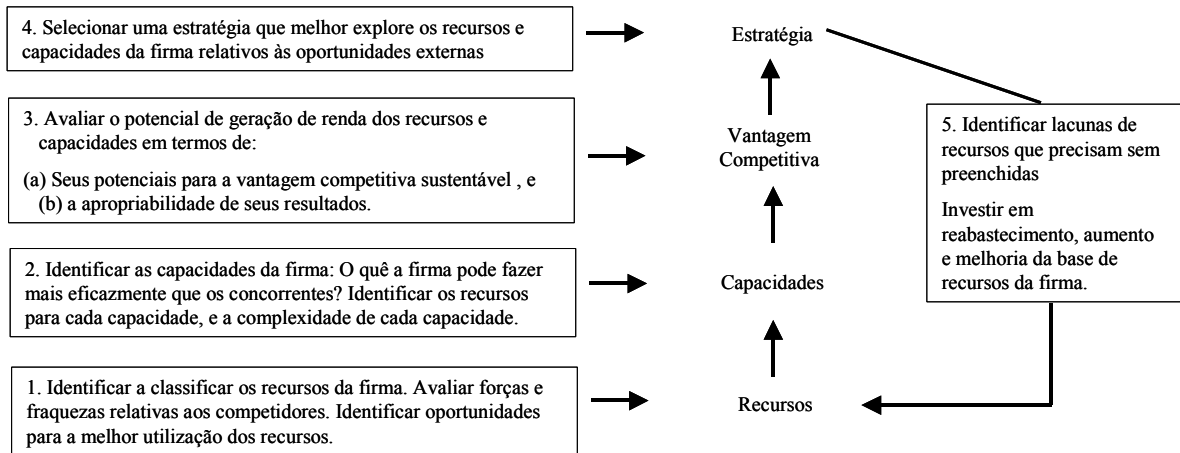 4. Selecionar uma estratégia que melhor explore os recursos e
capacidades da firma relativos às oportunidades externas
Estratégia
3. Avaliar o potencial de geração de renda dos recursos e
capacidades em termos de:
(a) Seus potenciais para a vantagem competitiva sustentável , e
(b) a apropriabilidade de seus resultados.
Vantagem
Competitiva
5. Identificar lacunas de
recursos que precisam sem
preenchidas
Investir em
reabastecimento, aumento
e melhoria da base de
recursos da firma.
2. Identificar as capacidades da firma: O quê a firma pode fazer
mais eficazmente que os concorrentes? Identificar os recursos
para cada capacidade, e a complexidade de cada capacidade.
Capacidades
1. Identificar a classificar os recursos da firma. Avaliar forças e
fraquezas relativas aos competidores. Identificar oportunidades
para a melhor utilização dos recursos.
Recursos